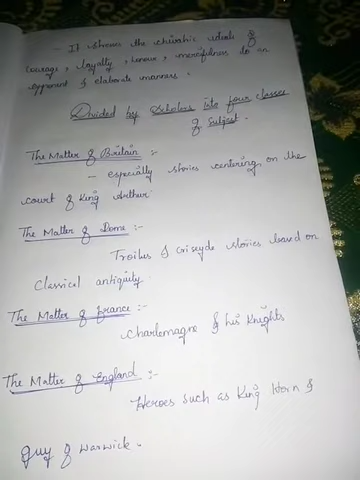 - It shows the chivalric ideals of
courage, loyalty, honour, mercifulness to an
opponent & elaborate manners.
Divided by Scholars into four classes
of Subject.
The Matter of Britain :-
- especially stories centering on the
court of King Arthur.
The Matter of Rome :-
Troilus & Criseyde stories based on
Classical antiquity.
The Matter of france :-
Charlemagne & his Knights
The Matter of England :-
Heroes such as King Horn &
guy of Warwick.